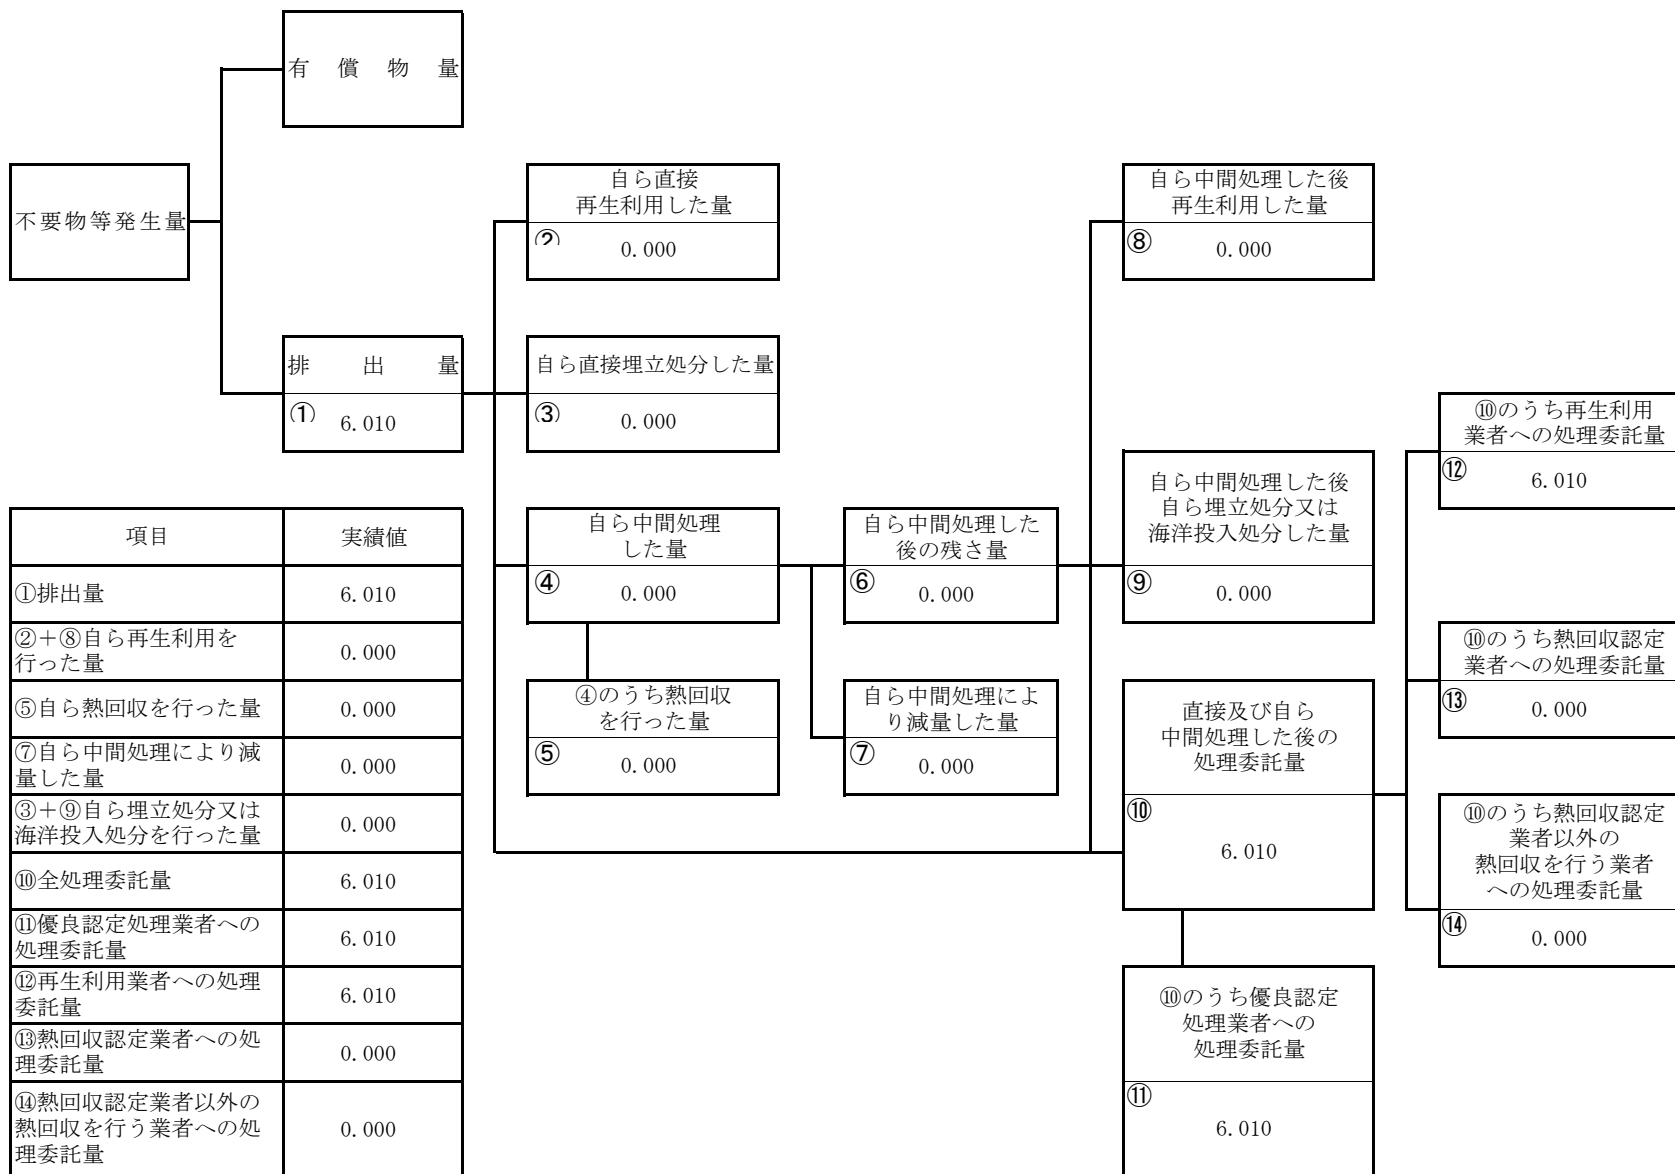 有償物量
不要物等発生量
排出量
① 6.010
自ら直接
再生利用した量
② 0.000
自ら直接埋立処分した量
③ 0.000
自ら中間処理
した量
④ 0.000
④のうち熱回収
を行った量
⑤ 0.000
自ら中間処理した
後の残さ量
⑥ 0.000
自ら中間処理によ
り減量した量
⑦ 0.000
自ら中間処理した後
再生利用した量
⑧ 0.000
自ら中間処理した後
自ら埋立処分又は
海洋投入処分した量
⑨ 0.000
直接及び自ら
中間処理した後の
処理委託量
⑩
6.010
⑩のうち優良認定
処理業者への
処理委託量
⑪
6.010
⑩のうち再生利用
業者への処理委託量
⑫ 6.010
⑩のうち熱回収認定
業者への処理委託量
⑬ 0.000
⑩のうち熱回収認定
業者以外の
熱回収を行う業者
への処理委託量
⑭ 0.000
項目 実績値
①排出量 6.010
②+⑧自ら再生利用を
行った量 0.000
⑤自ら熱回収を行った量 0.000
⑦自ら中間処理により減
量した量 0.000
③+⑨自ら埋立処分又は
海洋投入処分を行った量 0.000
⑩全処理委託量 6.010
⑪優良認定処理業者への
処理委託量 6.010
⑫再生利用業者への処理
委託量 6.010
⑬熱回収認定業者への処
理委託量 0.000
⑭熱回収認定業者以外の
熱回収を行う業者への処
理委託量 0.000